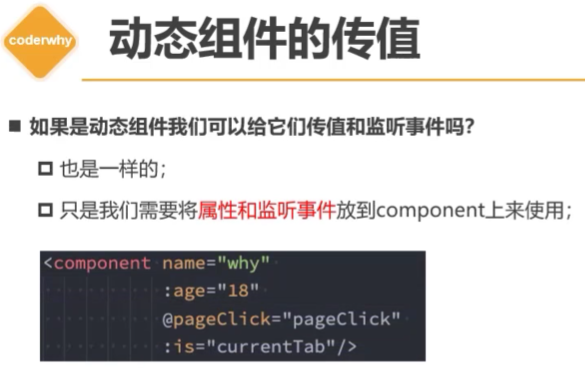 coderwhy
动态组件的传值
如果是动态组件我们可以给它们传值和监听事件吗?
也是一样的;
只是我们需要将属性和监听事件放到component上来使用;
<component name="why"
:age="18"
@pageClick="pageClick"
:is="currentTab"/>